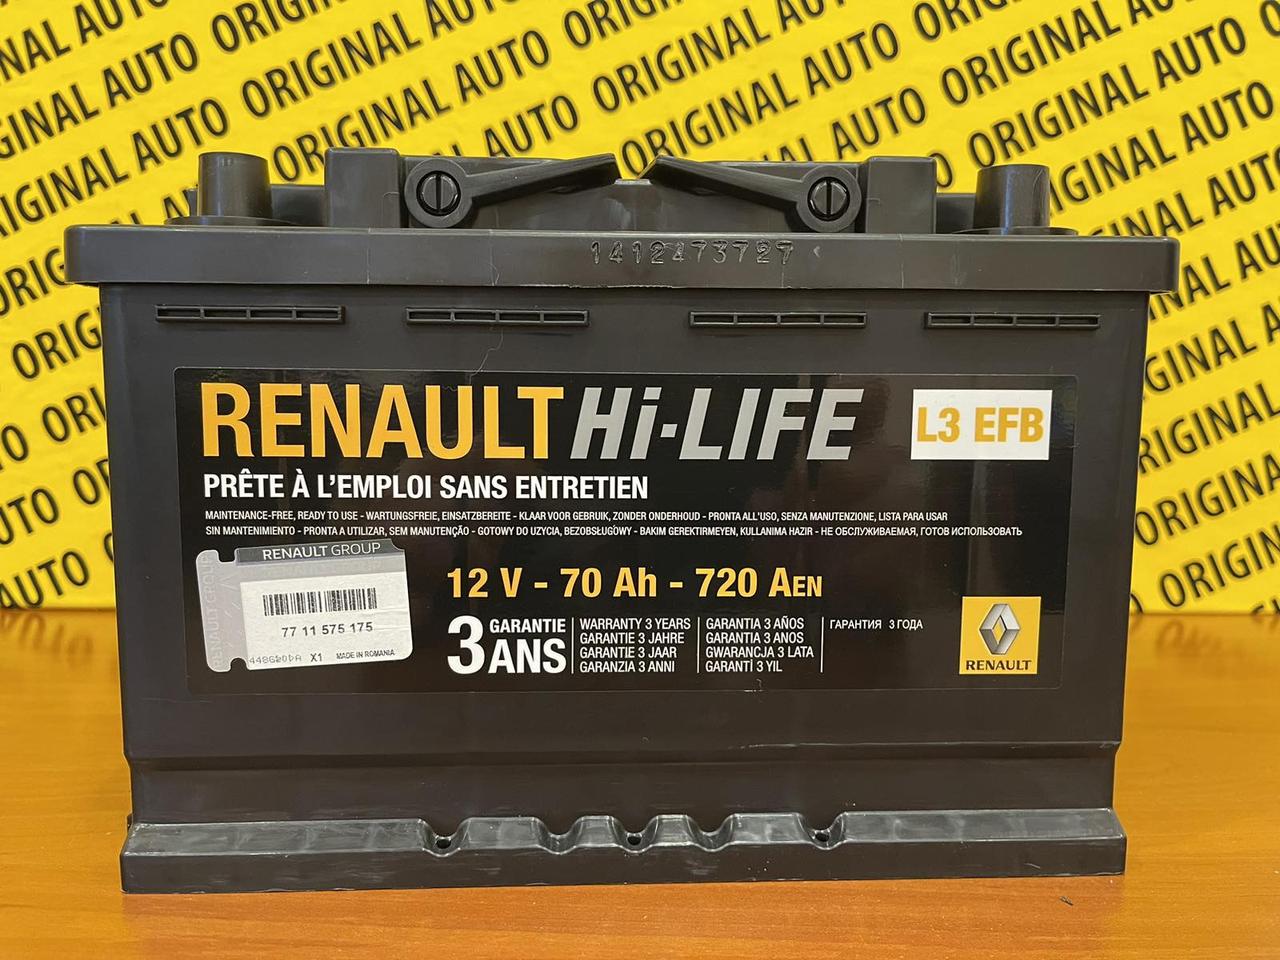 ORIGINAL AUTO
1412473727
RENAULT Hi-LIFE
L3 EFB
PRÊTE À L'EMPLOI SANS ENTRETIEN
MAINTENANCE-FREE, READY TO USE - WARTUNGSFREIE, EINSATZBEREITE - KLAAR VOOR GEBRUIK, ZONDER ONDERHOUD - PRONTA ALL'USO, SENZA MANUTENZIONE, LISTA PARA USAR
SIN MANTENIMIENTO - PRONTA A UTILIZAR, SEM MANUTENÇÃO - GOTOWY DO UZYCIA, BEZOBSŁUGOWY - BAKIM GEREKTIRMEYEN, KULLANIMA HAZIR - НЕ ОБСЛУЖИВАЕМАЯ, ГОТОВ ИСПОЛЬЗОВАТЬ
RENAULT GROUP
RENAULT GROUP
77 11 575 175
X1 MADE IN ROMANIA
12 V - 70 Ah - 720 AEN
3 GARANTIE
ANS
WARRANTY 3 YEARS
GARANTIE 3 JAHRE
GARANTIE 3 JAAR
GARANZIA 3 ANNI
GARANTIA 3 AÑOS
GARANTIA 3 ANOS
GWARANCJA 3 LATA
GARANTİ 3 YIL
ГАРАНТИЯ 3 ГОДА
RENAULT